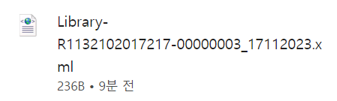 Library-
R1132102017217-00000003_17112023.x
ml
236B • 9분 전